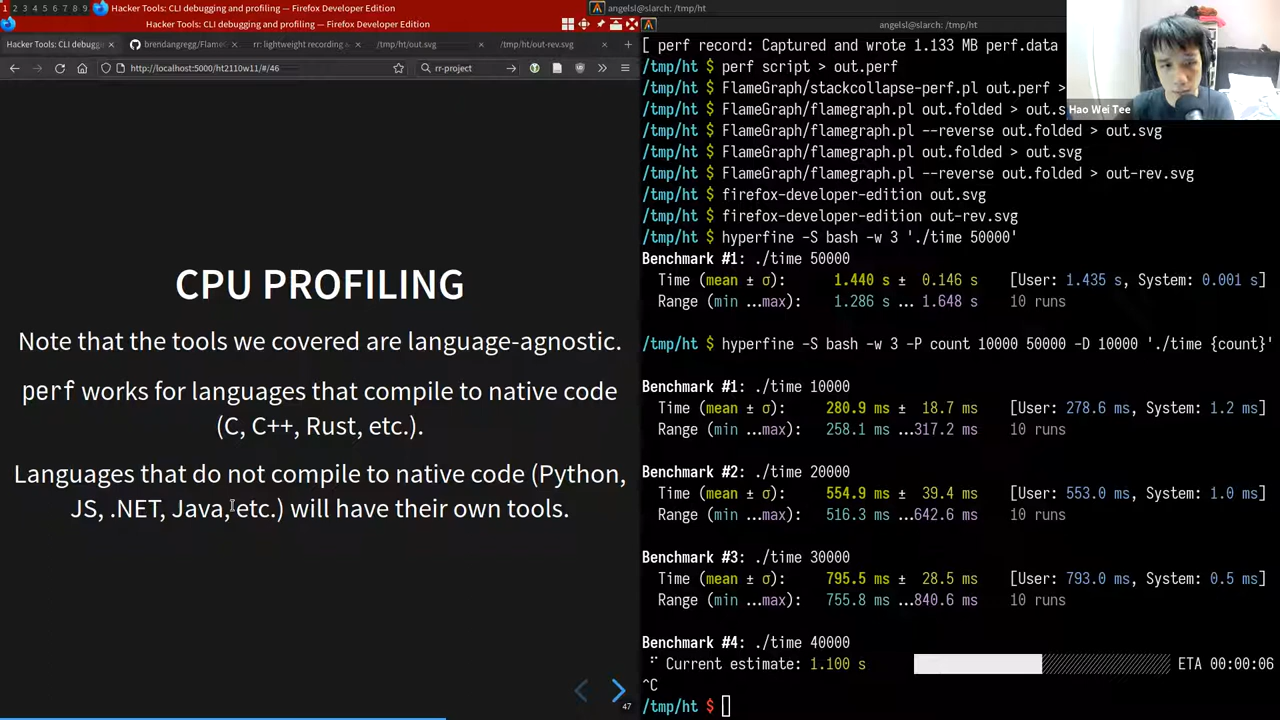 1 2 3 4 5 6 7 8 9 Hacker Tools: CLI debugging and profiling — Firefox Developer Edition
Hacker Tools: CLI debugging and profiling — Firefox Developer Edition
Hacker Tools: CLI debugg
brendangregg/Flame
rr: lightweight recording
/tmp/ht/out.svg
/tmp/ht/out-rev.svg
http://localhost:5000/ht2110w11/#/46
rr-project
CPU PROFILING
Note that the tools we covered are language-agnostic.
perf works for languages that compile to native code
(C, C++, Rust, etc.).
Languages that do not compile to native code (Python,
JS, .NET, Java, etc.) will have their own tools.
47
angelsl@slarch: /tmp/ht
angelsl@slarch: /tmp/ht
[ perf record: Captured and wrote 1.133 MB perf.data
/tmp/ht $ perf script > out.perf
/tmp/ht $ FlameGraph/stackcollapse-perf.pl out.perf >
/tmp/ht $ FlameGraph/flamegraph.pl out.folded > out.s
/tmp/ht $ FlameGraph/flamegraph.pl --reverse out.folded > out.svg
/tmp/ht $ FlameGraph/flamegraph.pl out.folded > out.svg
/tmp/ht $ FlameGraph/flamegraph.pl --reverse out.folded > out-rev.svg
/tmp/ht $ firefox-developer-edition out.svg
/tmp/ht $ firefox-developer-edition out-rev.svg
/tmp/ht $ hyperfine -S bash -w 3 './time 50000'
Benchmark #1: ./time 50000
Time (mean ± σ): 1.440 s ± 0.146 s [User: 1.435 s, System: 0.001 s]
Range (min … max): 1.286 s … 1.648 s 10 runs
/tmp/ht $ hyperfine -S bash -w 3 -P count 10000 50000 -D 10000 './time {count}'
Benchmark #1: ./time 10000
Time (mean ± σ): 280.9 ms ± 18.7 ms [User: 278.6 ms, System: 1.2 ms]
Range (min … max): 258.1 ms … 317.2 ms 10 runs
Benchmark #2: ./time 20000
Time (mean ± σ): 554.9 ms ± 39.4 ms [User: 553.0 ms, System: 1.0 ms]
Range (min … max): 516.3 ms … 642.6 ms 10 runs
Benchmark #3: ./time 30000
Time (mean ± σ): 795.5 ms ± 28.5 ms [User: 793.0 ms, System: 0.5 ms]
Range (min … max): 755.8 ms … 840.6 ms 10 runs
Benchmark #4: ./time 40000
Current estimate: 1.100 s ETA 00:00:06
^C
/tmp/ht $
Hao Wei Tee